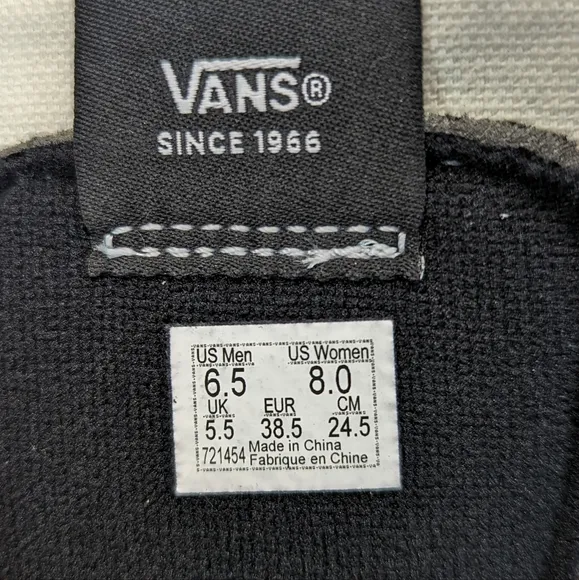 VANS®
SINCE 1966
US Men US Women
6.5 8.0
UK EUR CM
5.5 38.5 24.5
721454 Made in China
Fabrique en Chine